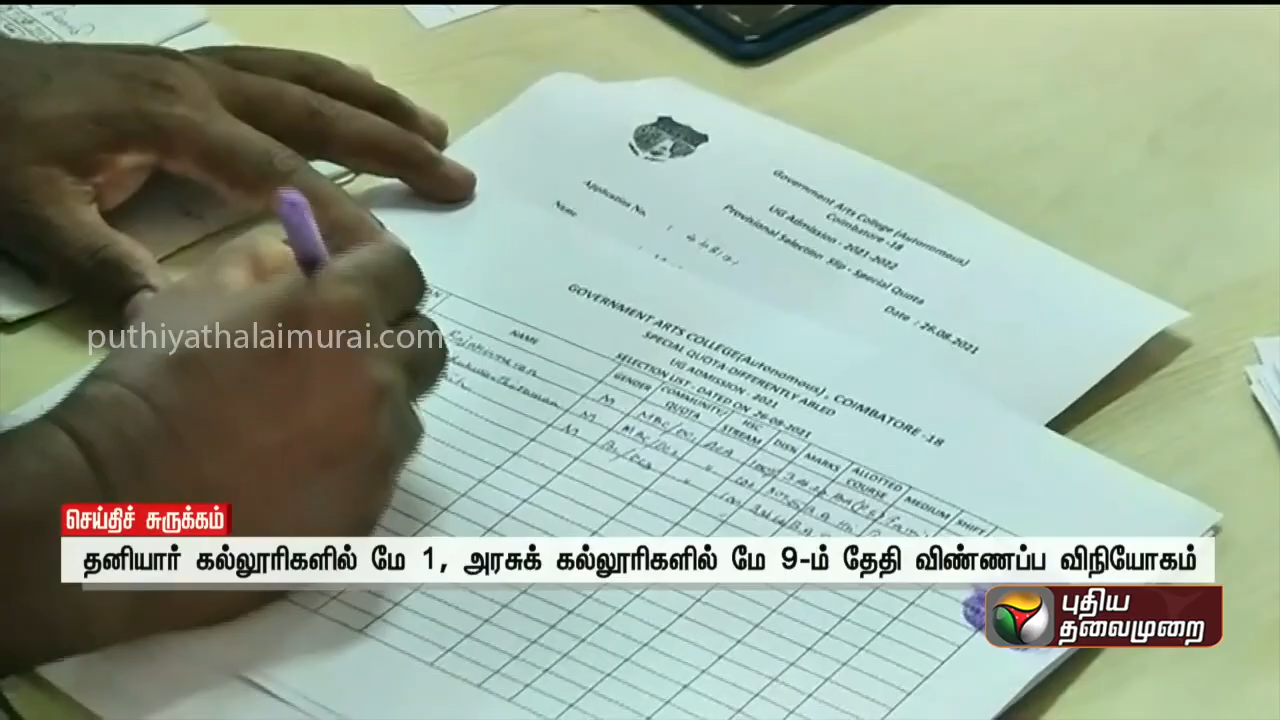 Government Arts College (Autonomous)
Coimbatore -18
UG Admission - 2021-2022
Provisional Selection Slip - Special Quota
Date : 26.08.2021
Application No.
Name
GOVERNMENT ARTS COLLEGE(Autonomous) , COIMBATORE -18
SPECIAL QUOTA-DIFFERENTLY ABLED
UG ADMISSION - 2021
SELECTION LIST - DATED ON 26-08-2021
NAME
GENDER
COMMUNITY/ QUOTA
HSC STREAM
MARKS
ALLOTTED COURSE
MEDIUM
SHIFT
puthiyathalaimurai.com
செய்திச் சுருக்கம்
தனியார் கல்லூரிகளில் மே 1, அரசுக் கல்லூரிகளில் மே 9-ம் தேதி விண்ணப்ப விநியோகம்
புதிய
தலைமுறை